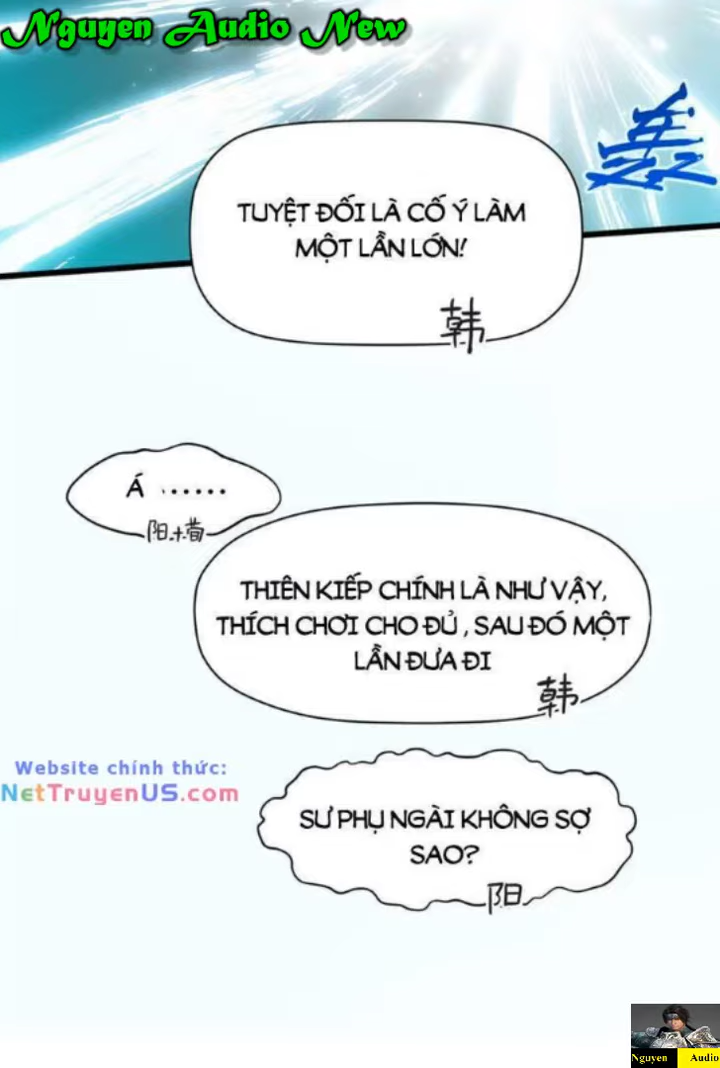 Nguyen Audio New
轰
TUYỆT ĐỐI LÀ CỐ Ý LÀM
MỘT LẦN LỚN!
韩
Á ......
阳+昔
THIÊN KIẾP CHÍNH LÀ NHƯ VẬY,
THÍCH CHƠI CHO ĐỦ, SAU ĐÓ MỘT
LẦN ĐƯA ĐI
韩
Website chính thức:
NetTruyenUS.com
SƯ PHỤ NGÀI KHÔNG SỢ
SAO?
阳
Nguyen Audio